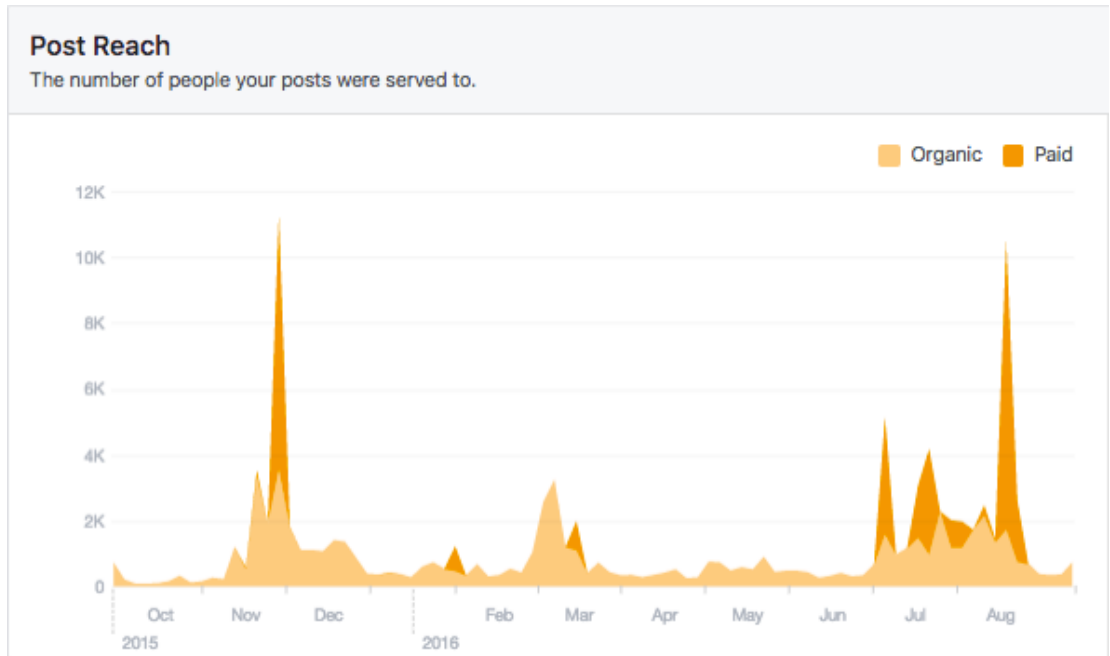 Post Reach
The number of people your posts were served to.
Organic Paid
12K
10K
8K
6K
4K
2K
0
Oct Nov Dec Feb Mar Apr May Jun Jul Aug
2015 2016